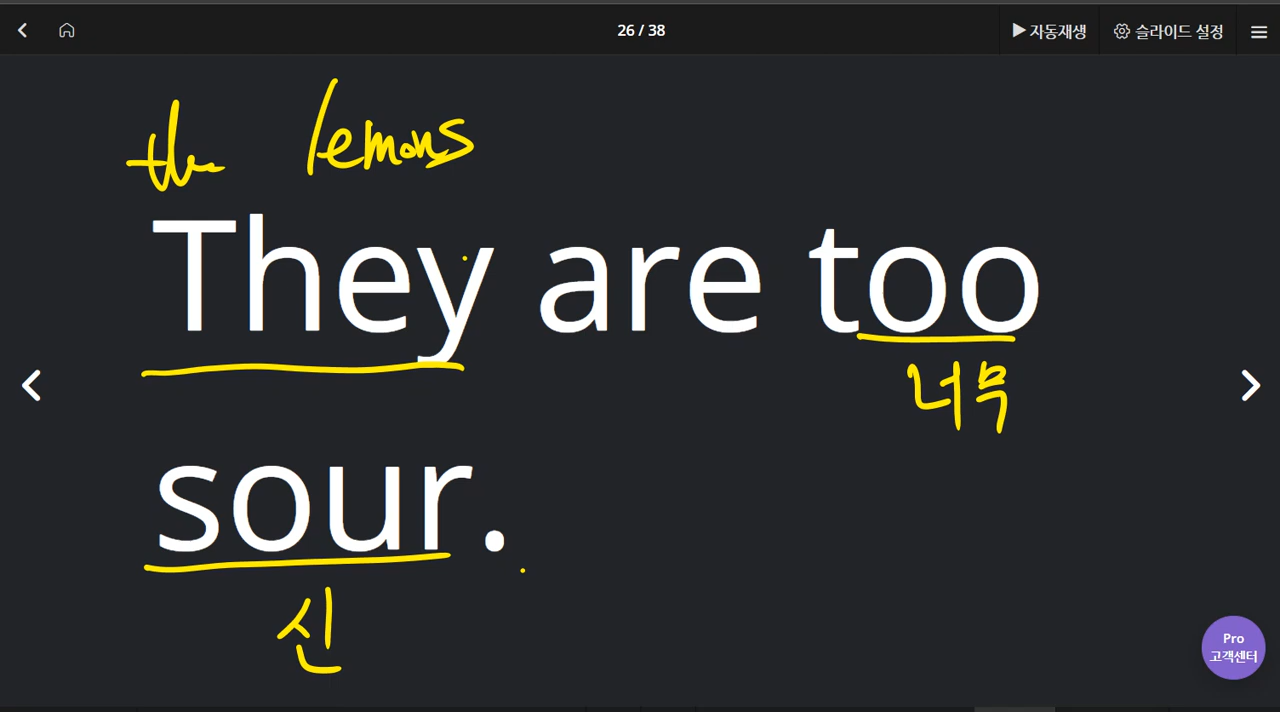 26 / 38
▶ 자동재생
슬라이드 설정
the lemons
They are too
너무
sour.
신
Pro
고객센터